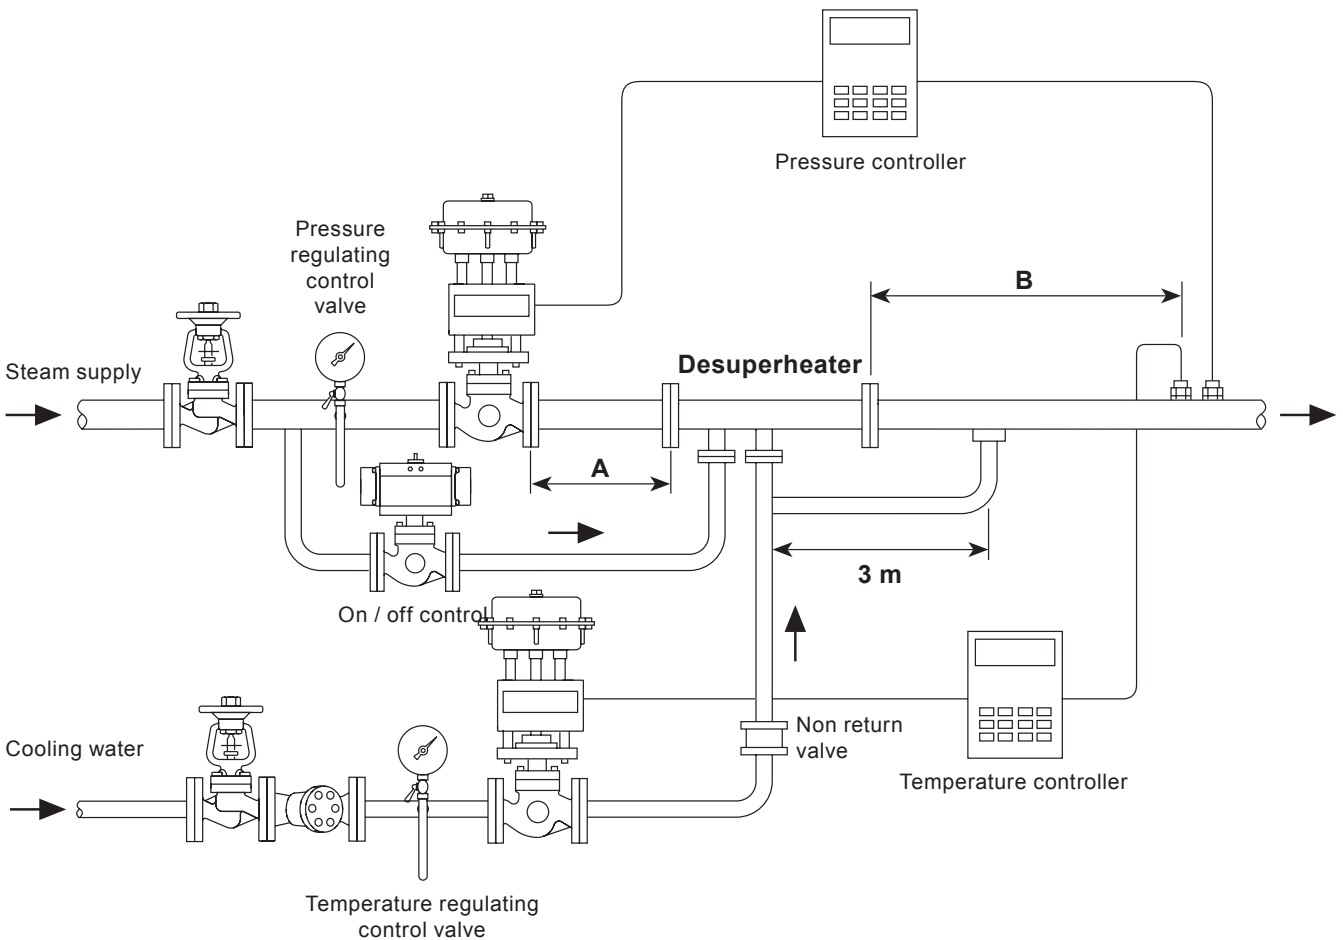 Pressure controller
Pressure
regulating
control
valve
B
Steam supply
Desuperheater
A
3 m
On / off control
Cooling water
Non return
valve
Temperature controller
Temperature regulating
control valve